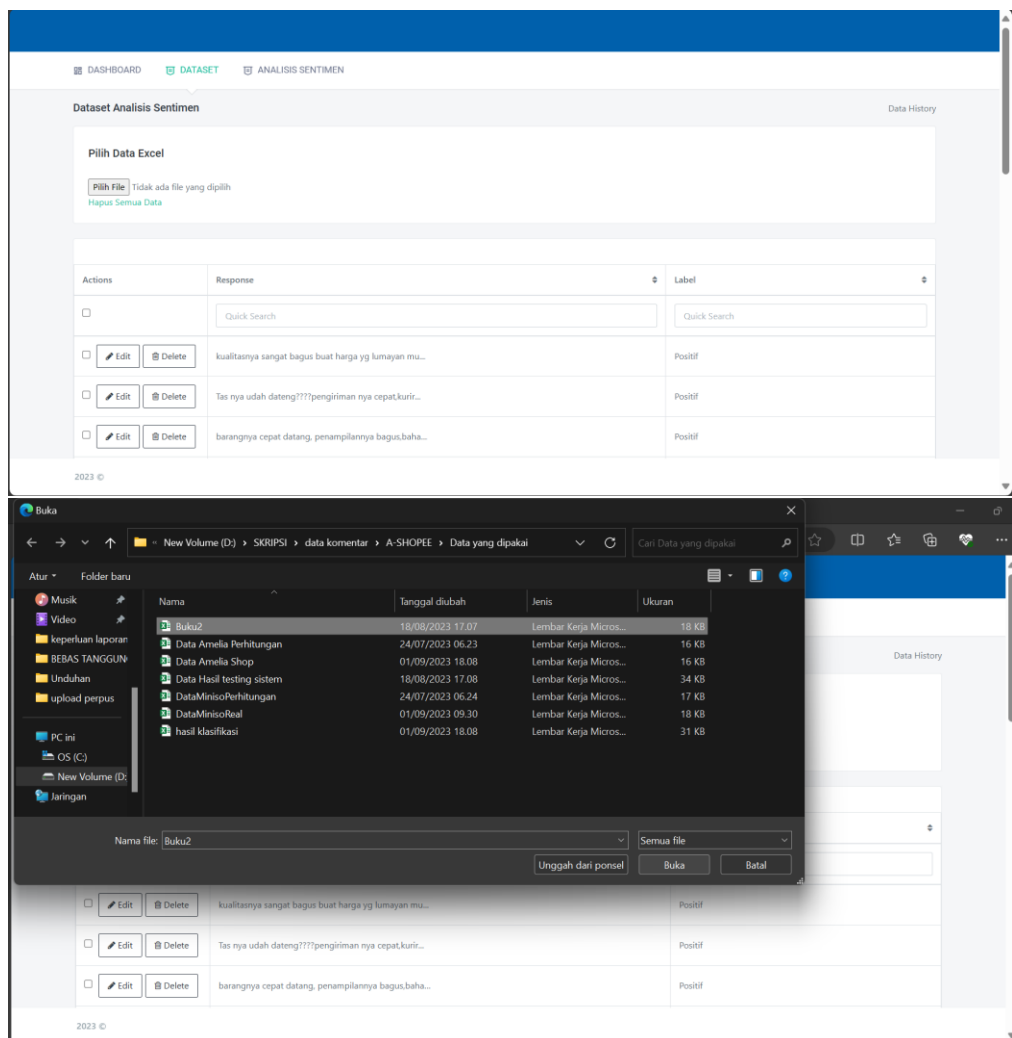 DASHBOARD DATASET ANALISIS SENTIMEN
Dataset Analisis Sentimen Data History
Pilih Data Excel
Pilih File Tidak ada file yang dipilih
Hapus Semua Data
Actions Response Label
Quick Search Quick Search
Edit Delete kualitasnya sangat bagus buat harga yg lumayan mu... Positif
Edit Delete Tas nya udah dateng????pengiriman nya cepat,kurir... Positif
Edit Delete barangnya cepat datang, penampilannya bagus,baha... Positif
2023 ©
Buka
« New Volume (D:) › SKRIPSI › data komentar › A-SHOPEE › Data yang dipakai Cari Data yang dipakai
Atur Folder baru
Musik Nama Tanggal diubah Jenis Ukuran
Video Buku2 18/08/2023 17.07 Lembar Kerja Micros... 18 KB
keperluan laporan Data Amelia Perhitungan 24/07/2023 06.23 Lembar Kerja Micros... 16 KB
BEBAS TANGGUN Data Amelia Shop 01/09/2023 18.08 Lembar Kerja Micros... 16 KB
Unduhan Data Hasil testing sistem 18/08/2023 17.08 Lembar Kerja Micros... 34 KB
upload perpus DataMinisoPerhitungan 24/07/2023 06.24 Lembar Kerja Micros... 17 KB
DataMinisoReal 01/09/2023 09.30 Lembar Kerja Micros... 18 KB
PC ini hasil klasifikasi 01/09/2023 18.08 Lembar Kerja Micros... 31 KB
OS (C:)
New Volume (D:
Jaringan
Data History
Nama file: Buku2 Semua file
Unggah dari ponsel Buka Batal
Edit Delete kualitasnya sangat bagus buat harga yg lumayan mu... Positif
Edit Delete Tas nya udah dateng????pengiriman nya cepat,kurir... Positif
Edit Delete barangnya cepat datang, penampilannya bagus,baha... Positif
2023 ©